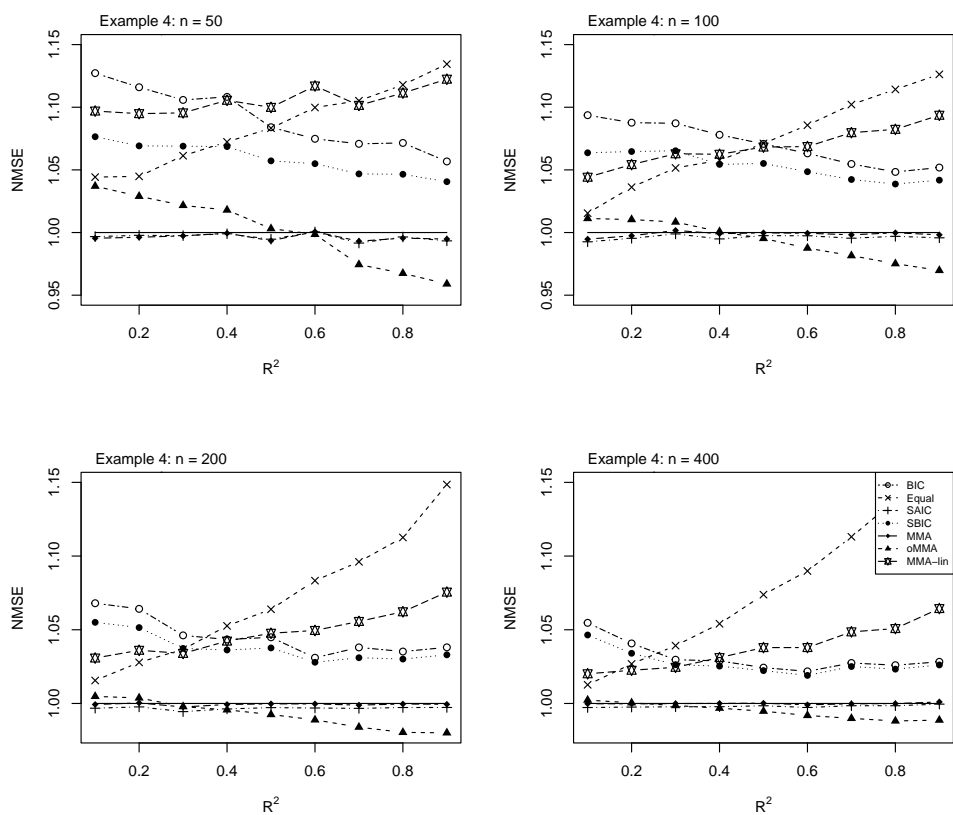 Example 4: n = 50
NMSE
0.95 1.00 1.05 1.10 1.15
0.2 0.4 0.6 0.8
R²
Example 4: n = 100
NMSE
0.95 1.00 1.05 1.10 1.15
0.2 0.4 0.6 0.8
R²
Example 4: n = 200
NMSE
1.00 1.05 1.10 1.15
0.2 0.4 0.6 0.8
R²
Example 4: n = 400
NMSE
1.00 1.05 1.10 1.15
0.2 0.4 0.6 0.8
R²
BIC
Equal
SAIC
SBIC
MMA
oMMA
MMA−lin